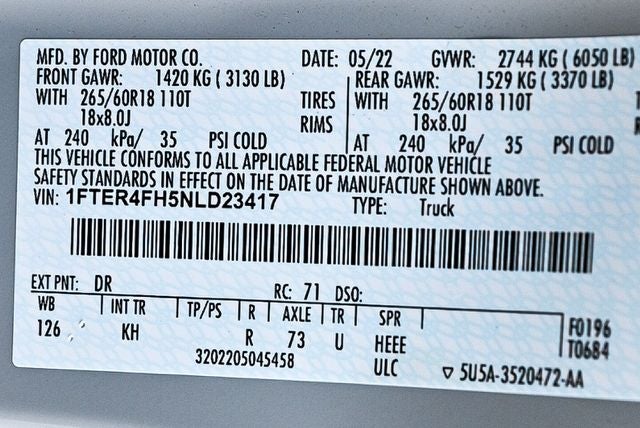 MFD. BY FORD MOTOR CO. DATE: 05/22 GVWR: 2744 KG ( 6050 LB)
FRONT GAWR: 1420 KG ( 3130 LB) REAR GAWR: 1529 KG ( 3370 LB)
WITH 265/60R18 110T TIRES WITH 265/60R18 110T
18x8.0J RIMS 18x8.0J
AT 240 kPa/ 35 PSI COLD AT 240 kPa/ 35 PSI COLD
THIS VEHICLE CONFORMS TO ALL APPLICABLE FEDERAL MOTOR VEHICLE
SAFETY STANDARDS IN EFFECT ON THE DATE OF MANUFACTURE SHOWN ABOVE.
VIN: 1FTER4FH5NLD23417 TYPE: Truck
EXT PNT: DR RC: 71 DSO:
WB INT TR TP/PS R AXLE TR SPR F0196
126 KH R 73 U HEEE T0684
3202205045458 ULC ▽ 5U5A-3520472-AA